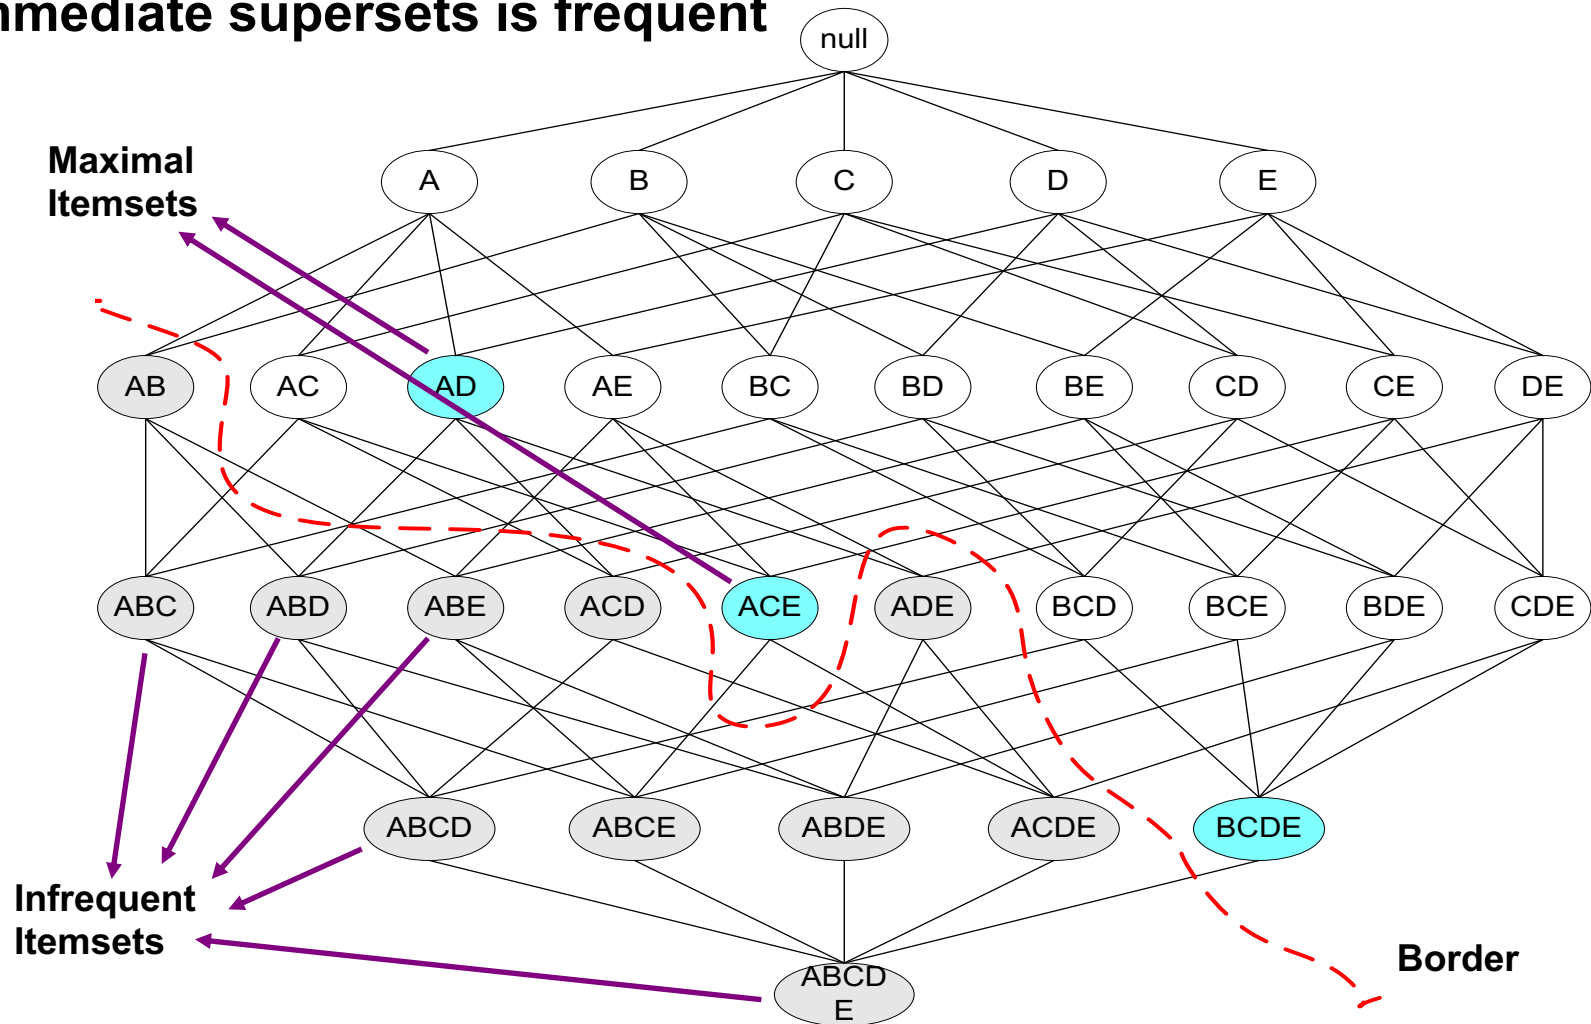 mmediate supersets is frequent
null
Maximal
Itemsets
A B C D E
AB AC AD AE BC BD BE CD CE DE
ABC ABD ABE ACD ACE ADE BCD BCE BDE CDE
ABCD ABCE ABDE ACDE BCDE
Infrequent
Itemsets
Border
ABCD
E